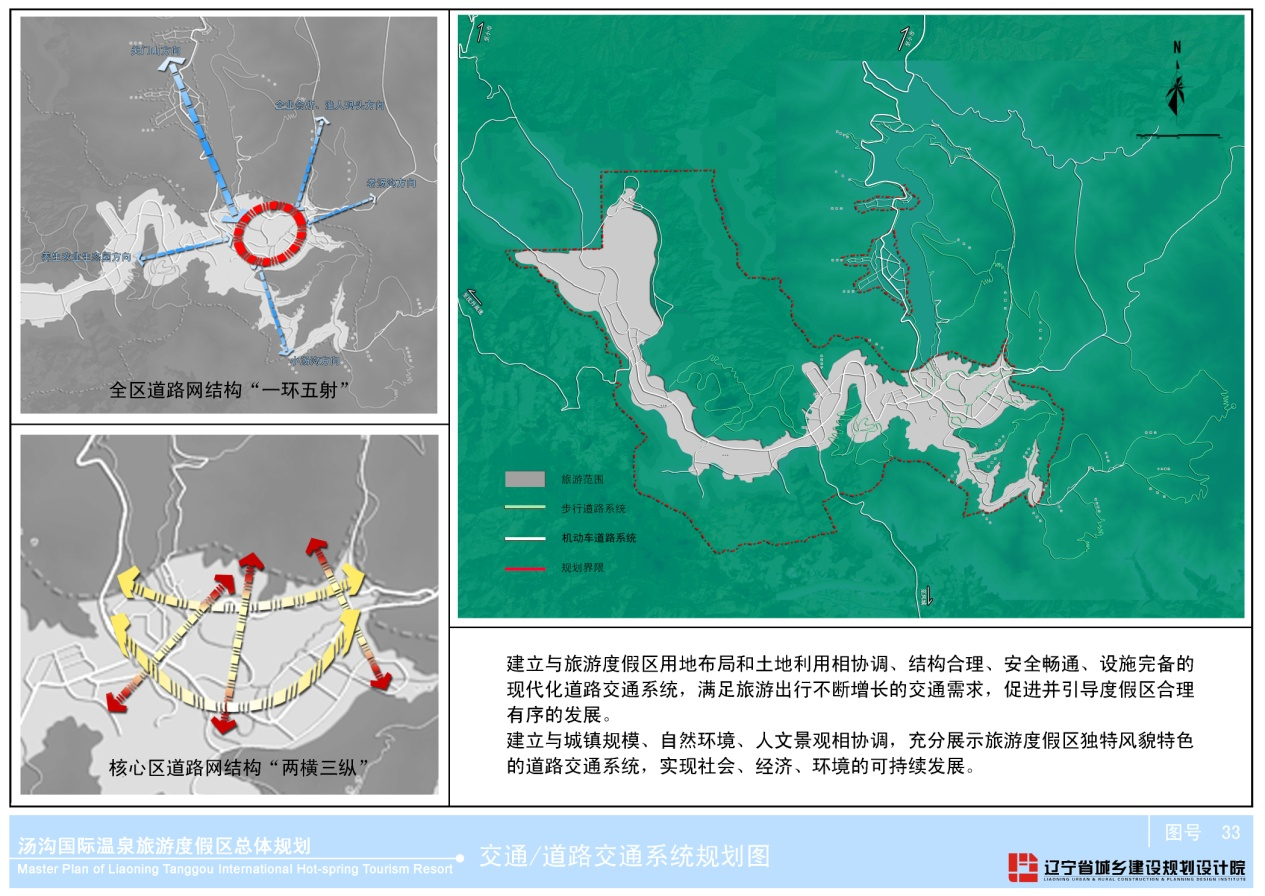 天门山方向
小汤沟方向
全区道路网结构“一环五射”
核心区道路网结构“两横三纵”
N
旅游范围
步行道路系统
机动车道路系统
规划界限
建立与旅游度假区用地布局和土地利用相协调、结构合理、安全畅通、设施完备的
现代化道路交通系统，满足旅游出行不断增长的交通需求，促进并引导度假区合理
有序的发展。
建立与城镇规模、自然环境、人文景观相协调，充分展示旅游度假区独特风貌特色
的道路交通系统，实现社会、经济、环境的可持续发展。
汤沟国际温泉旅游度假区总体规划
Master Plan of Liaoning Tanggou International Hot-spring Tourism Resort
交通/道路交通系统规划图
图号 33
辽宁省城乡建设规划设计院
LIAONING URBAN & RURAL CONSTRUCTION & PLANNING DESIGN INSTITUTE